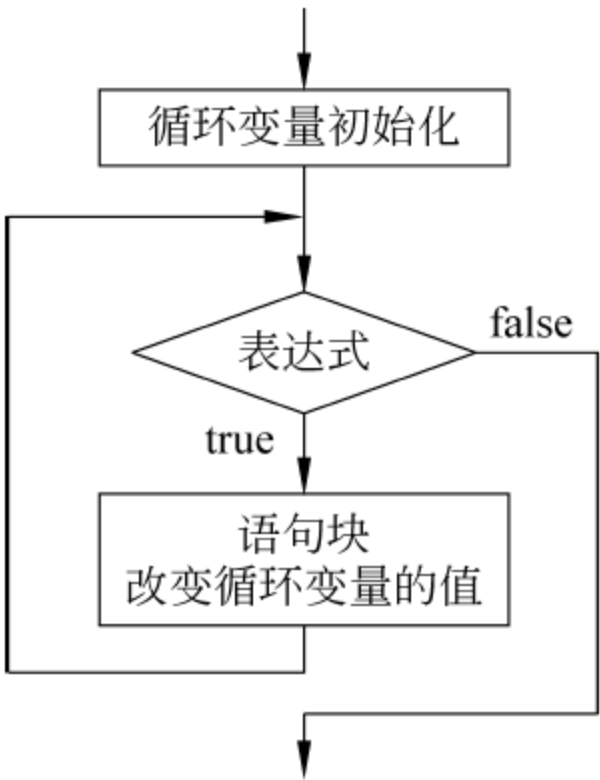 循环变量初始化
表达式
false
true
语句块
改变循环变量的值